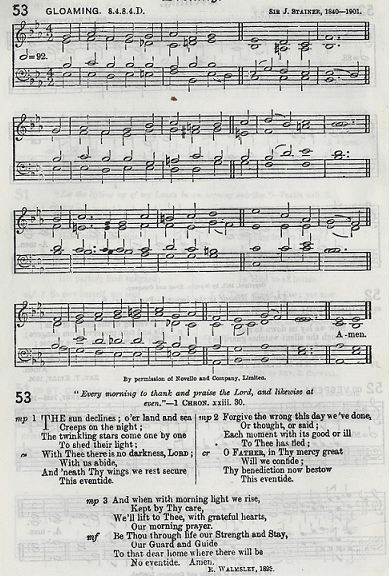 53 GLOAMING. 8.4.8.4.D. SIR J. STAINER, 1840—1901.
=92.
A-men.
By permission of Novello and Company, Limited.
53
"Every morning to thank and praise the Lord, and likewise at
even."—1 CHRON. xxiii. 30.
mp 1 THE sun declines; o'er land and sea
Creeps on the night;
The twinkling stars come one by one
To shed their light;
With Thee there is no darkness, LORD;
With us abide,
And 'neath Thy wings we rest secure
This eventide.
mp 2 Forgive the wrong this day we've done,
Or thought, or said;
Each moment with its good or ill
To Thee has fled;
cr O FATHER, in Thy mercy great
Will we confide;
Thy benediction now bestow
This eventide.
mp 3 And when with morning light we rise,
Kept by Thy care,
We'll lift to Thee, with grateful hearts,
Our morning prayer.
mf Be Thou through life our Strength and Stay,
Our Guard and Guide
To that dear home where there will be
No eventide. Amen.
R. WALMSLEY,